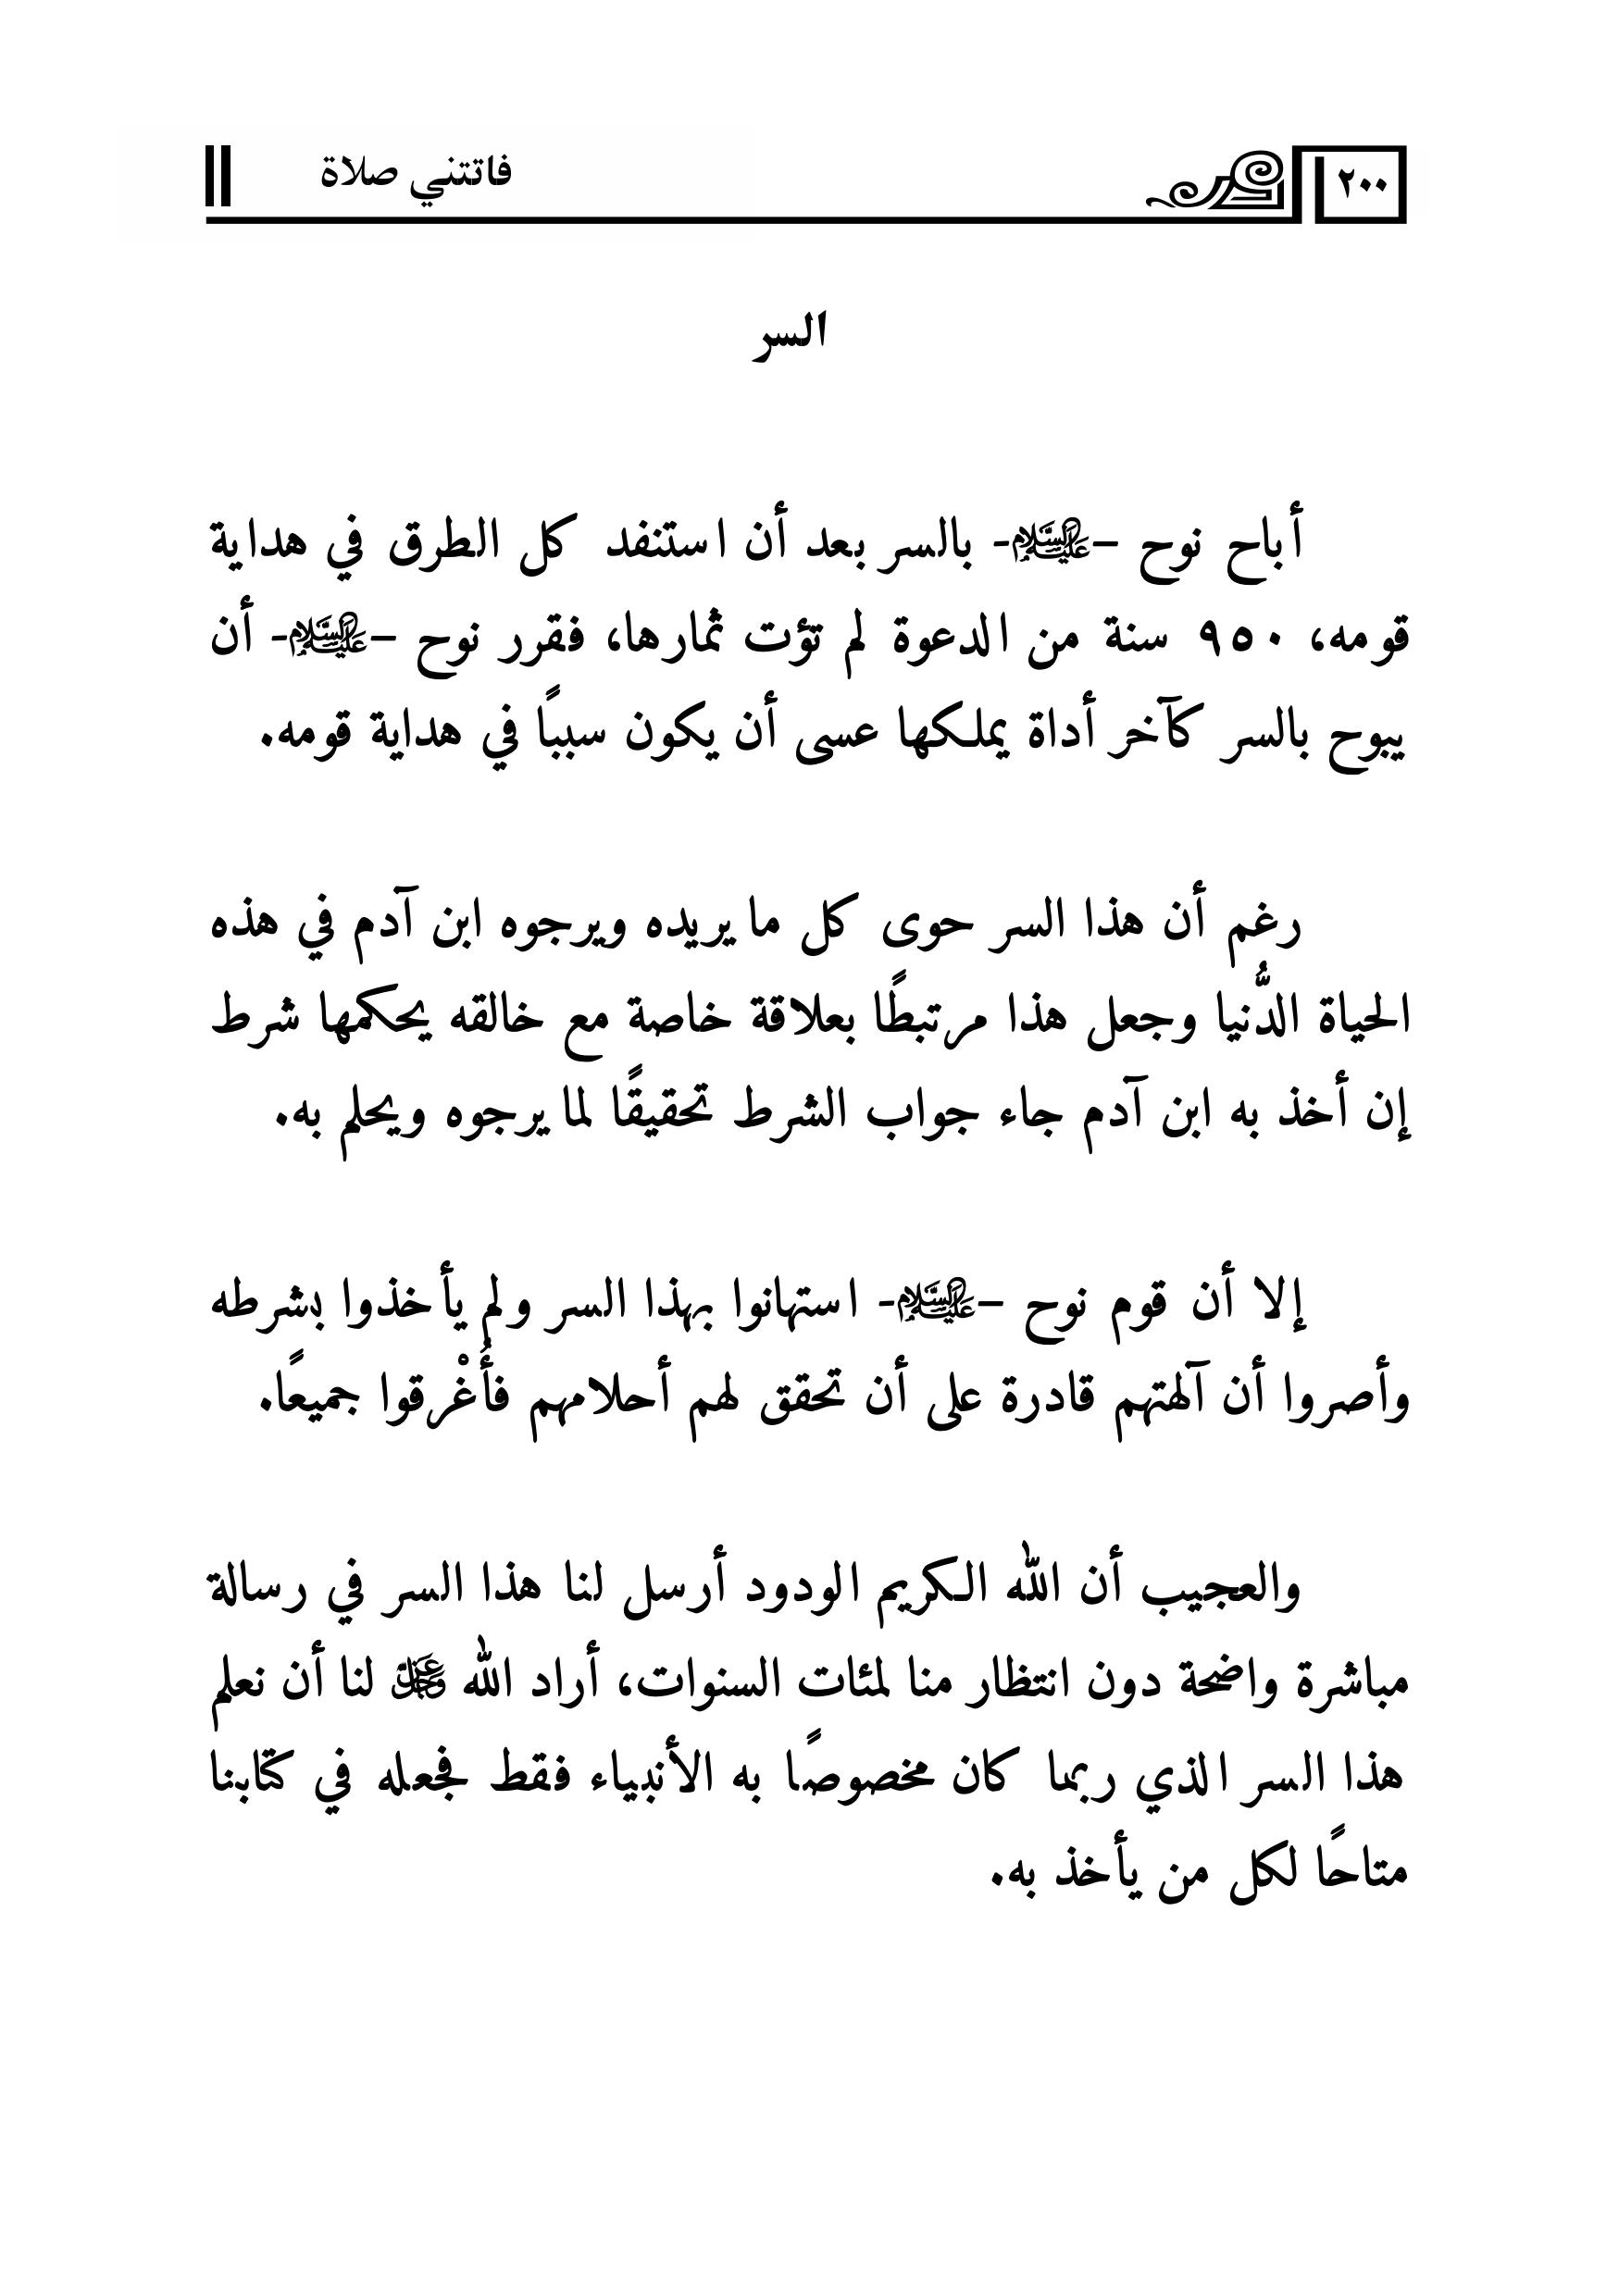 ٢٠٠
فاتتني صلاة
السر
أباح نوح –عليه السلام- بالسر بعد أن استنفد كل الطرق في هداية
قومه، ٩٥٠ سنة من الدعوة لم تؤت ثمارها، فقرر نوح –عليه السلام- أن
يبوح بالسر كآخر أداة يملكها عسى أن يكون سببًا في هداية قومه.
رغم أن هذا السر حوى كل ما يريده ويرجوه ابن آدم في هذه
الحياة الدُّنيا وجعل هذا مرتبطًا بعلاقة خاصة مع خالقه يحكمها شرط
إن أخذ به ابن آدم جاء جواب الشرط تحقيقًا لما يرجوه ويحلم به.
إلا أن قوم نوح –عليه السلام- استهانوا بهذا السر ولم يأخذوا بشرطه
وأصروا أن آلهتهم قادرة على أن تحقق لهم أحلامهم فأُغْرقوا جميعًا.
والعجيب أن الله الكريم الودود أرسل لنا هذا السر في رسالة
مباشرة واضحة دون انتظار منا لمئات السنوات، أراد الله عز وجل لنا أن نعلم
هذا السر الذي ربما كان مخصوصًا به الأنبياء فقط فجعله في كتابنا
متاحًا لكل من يأخذ به.